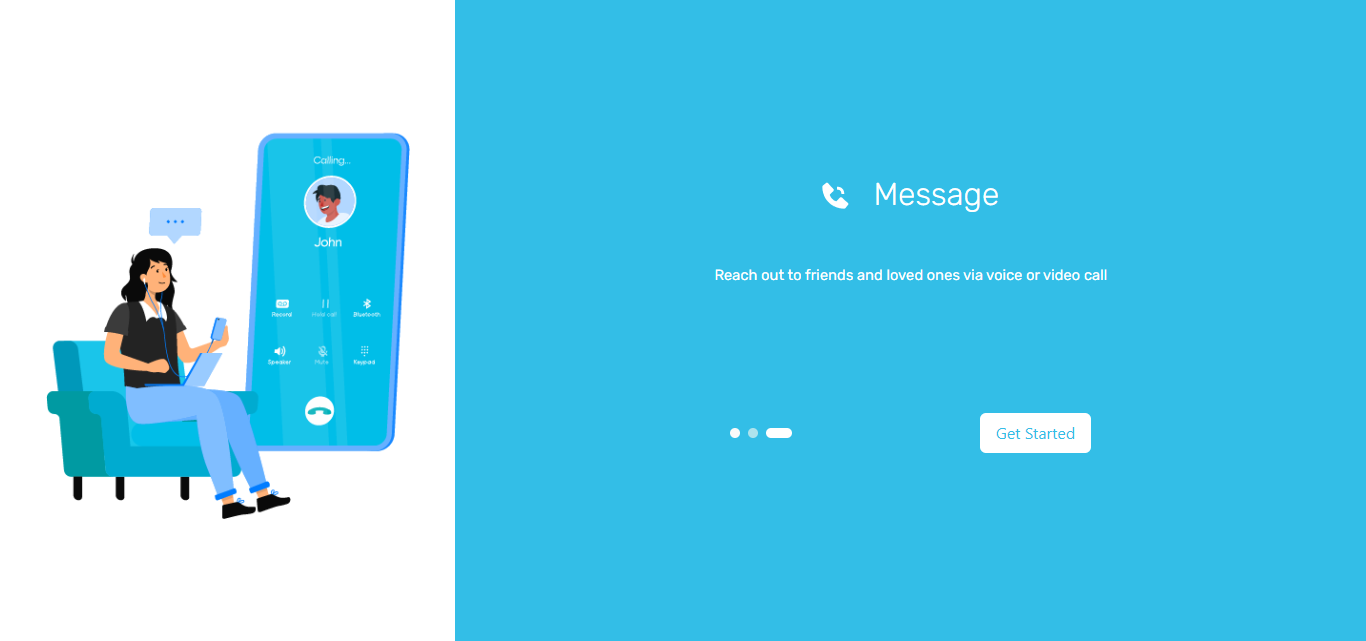 Calling...
John
Record
Hold call
Bluetooth
Speaker
Mute
Keypad
Message
Reach out to friends and loved ones via voice or video call
Get Started